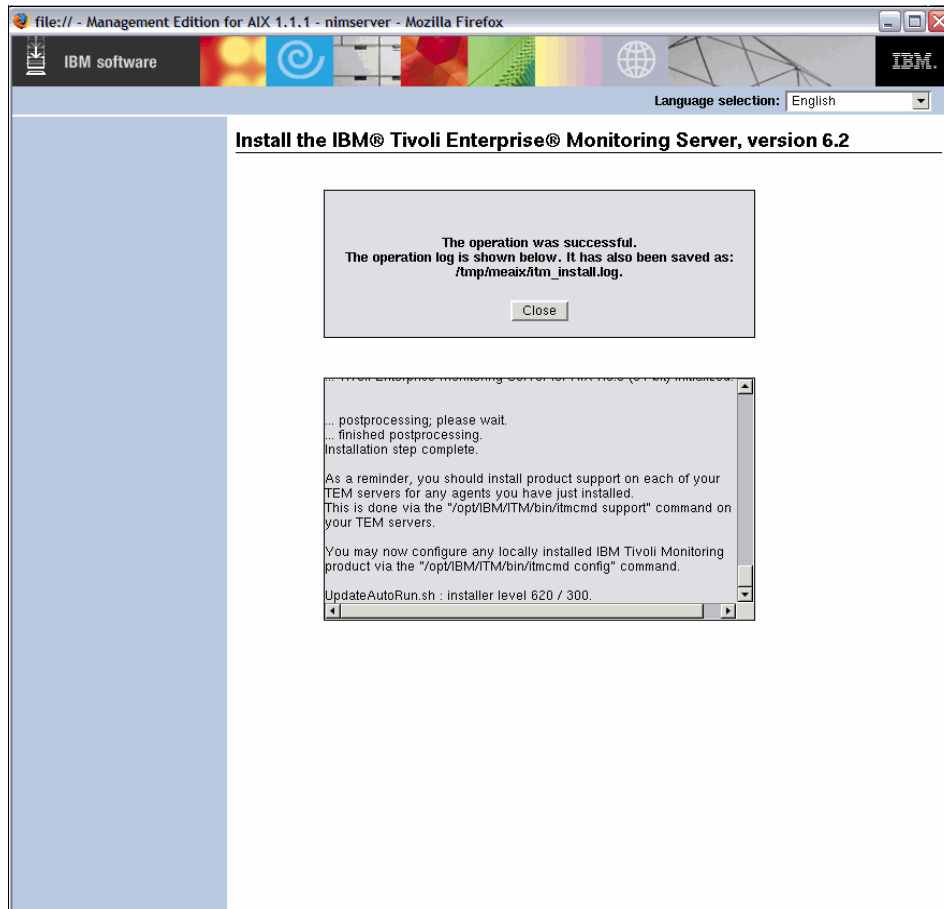 file:// - Management Edition for AIX 1.1.1 - nimserver - Mozilla Firefox
IBM software
IBM.
Language selection: English
Install the IBM® Tivoli Enterprise® Monitoring Server, version 6.2
The operation was successful.
The operation log is shown below. It has also been saved as:
/tmp/meaix/itm_install.log.
Close
... postprocessing; please wait.
... finished postprocessing.
Installation step complete.
As a reminder, you should install product support on each of your
TEM servers for any agents you have just installed.
This is done via the "/opt/IBM/ITM/bin/itmcmd support" command on
your TEM servers.
You may now configure any locally installed IBM Tivoli Monitoring
product via the "/opt/IBM/ITM/bin/itmcmd config" command.
UpdateAutoRun.sh : installer level 620 / 300.